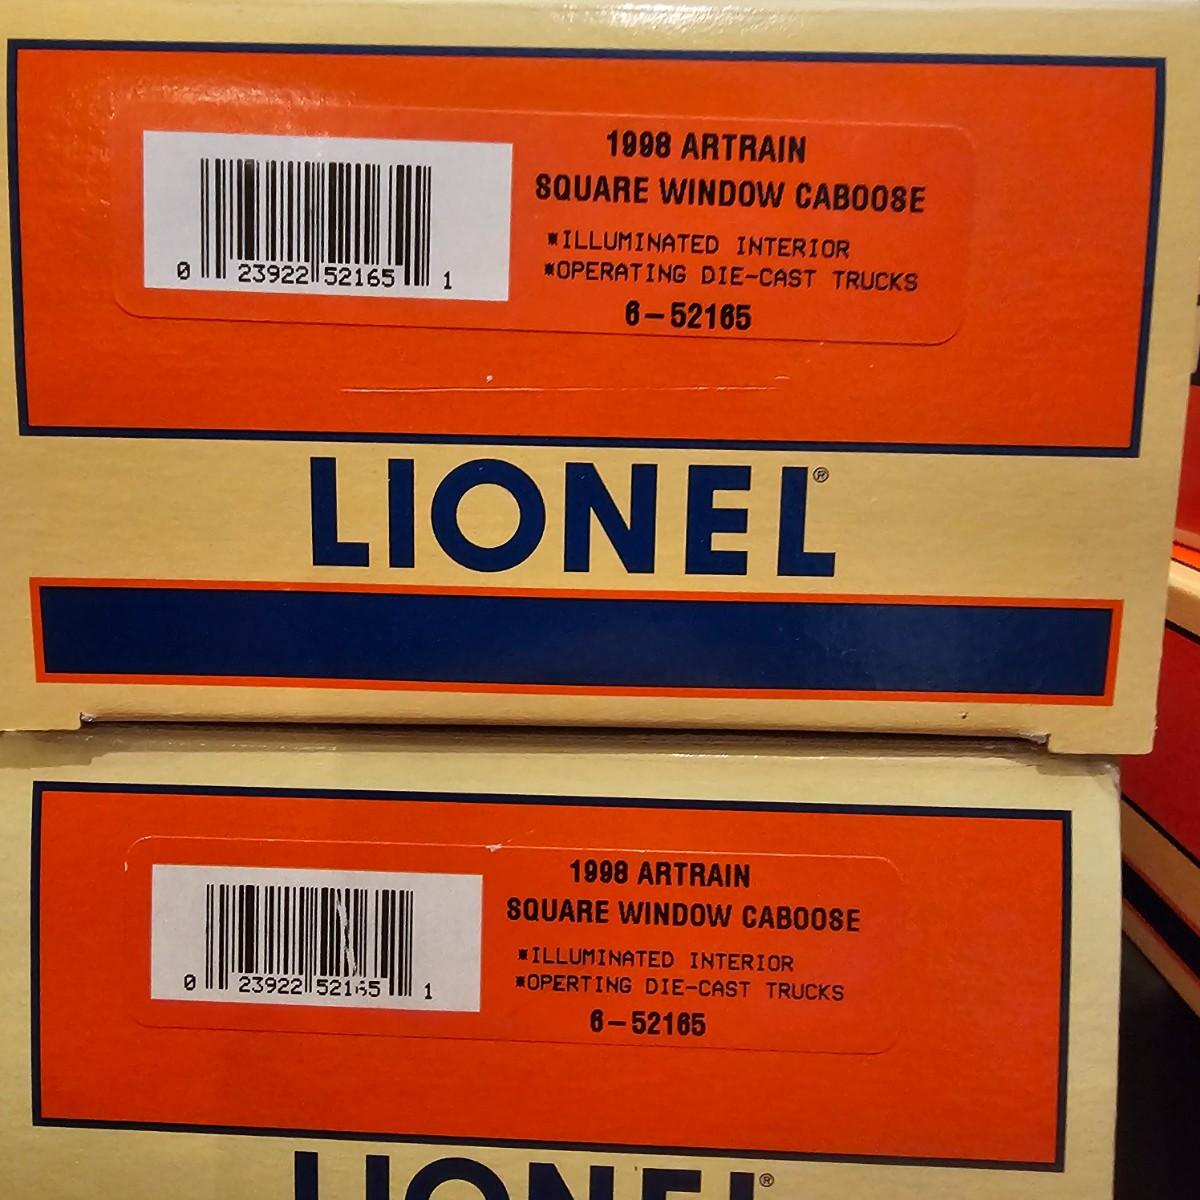 1998 ARTRAIN
SQUARE WINDOW CABOOSE
*ILLUMINATED INTERIOR
*OPERATING DIE-CAST TRUCKS
6-52165
0 23922 52165 1
LIONEL®
1998 ARTRAIN
SQUARE WINDOW CABOOSE
*ILLUMINATED INTERIOR
*OPERTING DIE-CAST TRUCKS
6-52165
0 23922 52165 1
LIONEL®